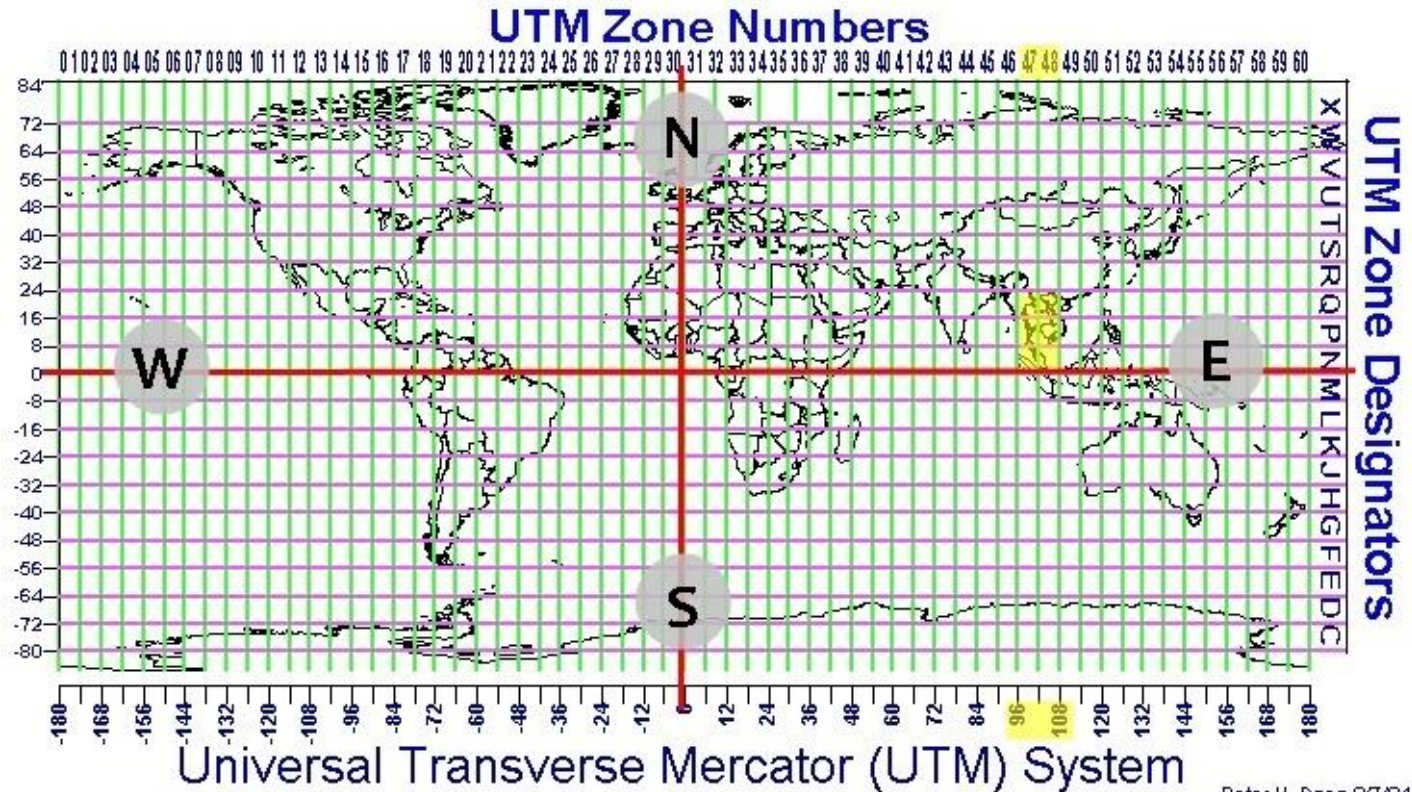 UTM Zone Numbers
01 02 03 04 05 06 07 08 09 10 11 12 13 14 15 16 17 18 19 20 21 22 23 24 25 26 27 28 29 30 31 32 33 34 35 36 37 38 39 40 41 42 43 44 45 46 47 48 49 50 51 52 53 54 55 56 57 58 59 60
84
72
64
56
48
40
32
24
16
8
0
-8
-16
-24
-32
-40
-48
-56
-64
-72
-80
N
W
E
S
X
W
V
U
T
S
R
Q
P
N
M
L
K
J
H
G
F
E
D
C
UTM Zone Designators
-180 -168 -156 -144 -132 -120 -108 -96 -84 -72 -60 -48 -36 -24 -12 0 12 24 36 48 60 72 84 96 108 120 132 144 156 168 180
Universal Transverse Mercator (UTM) System